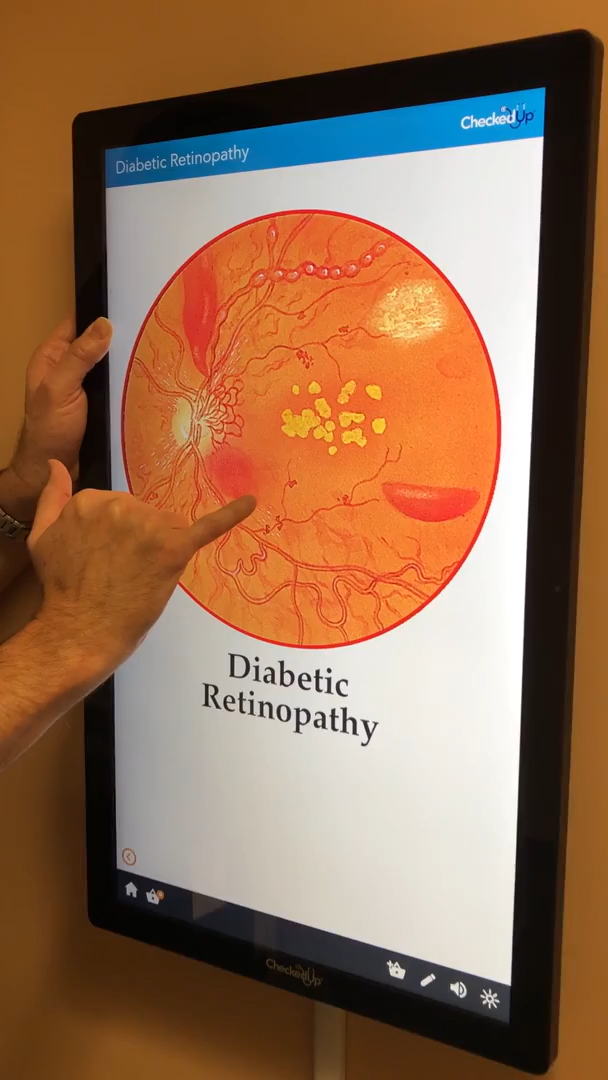 Diabetic Retinopathy
CheckedUp
Diabetic
Retinopathy
CheckedUp